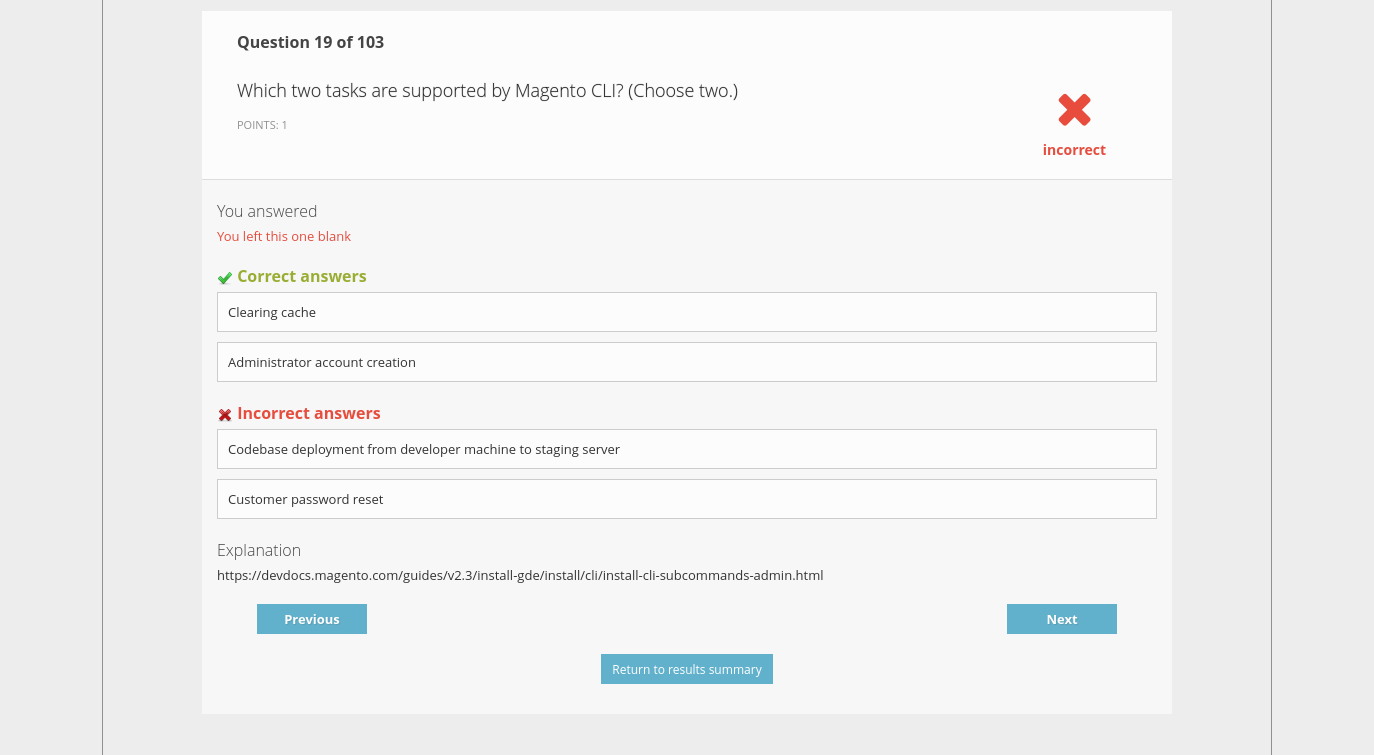 Question 19 of 103
Which two tasks are supported by Magento CLI? (Choose two.)
POINTS: 1
incorrect
You answered
You left this one blank
Correct answers
Clearing cache
Administrator account creation
Incorrect answers
Codebase deployment from developer machine to staging server
Customer password reset
Explanation
https://devdocs.magento.com/guides/v2.3/install-gde/install/cli/install-cli-subcommands-admin.html
Previous
Next
Return to results summary